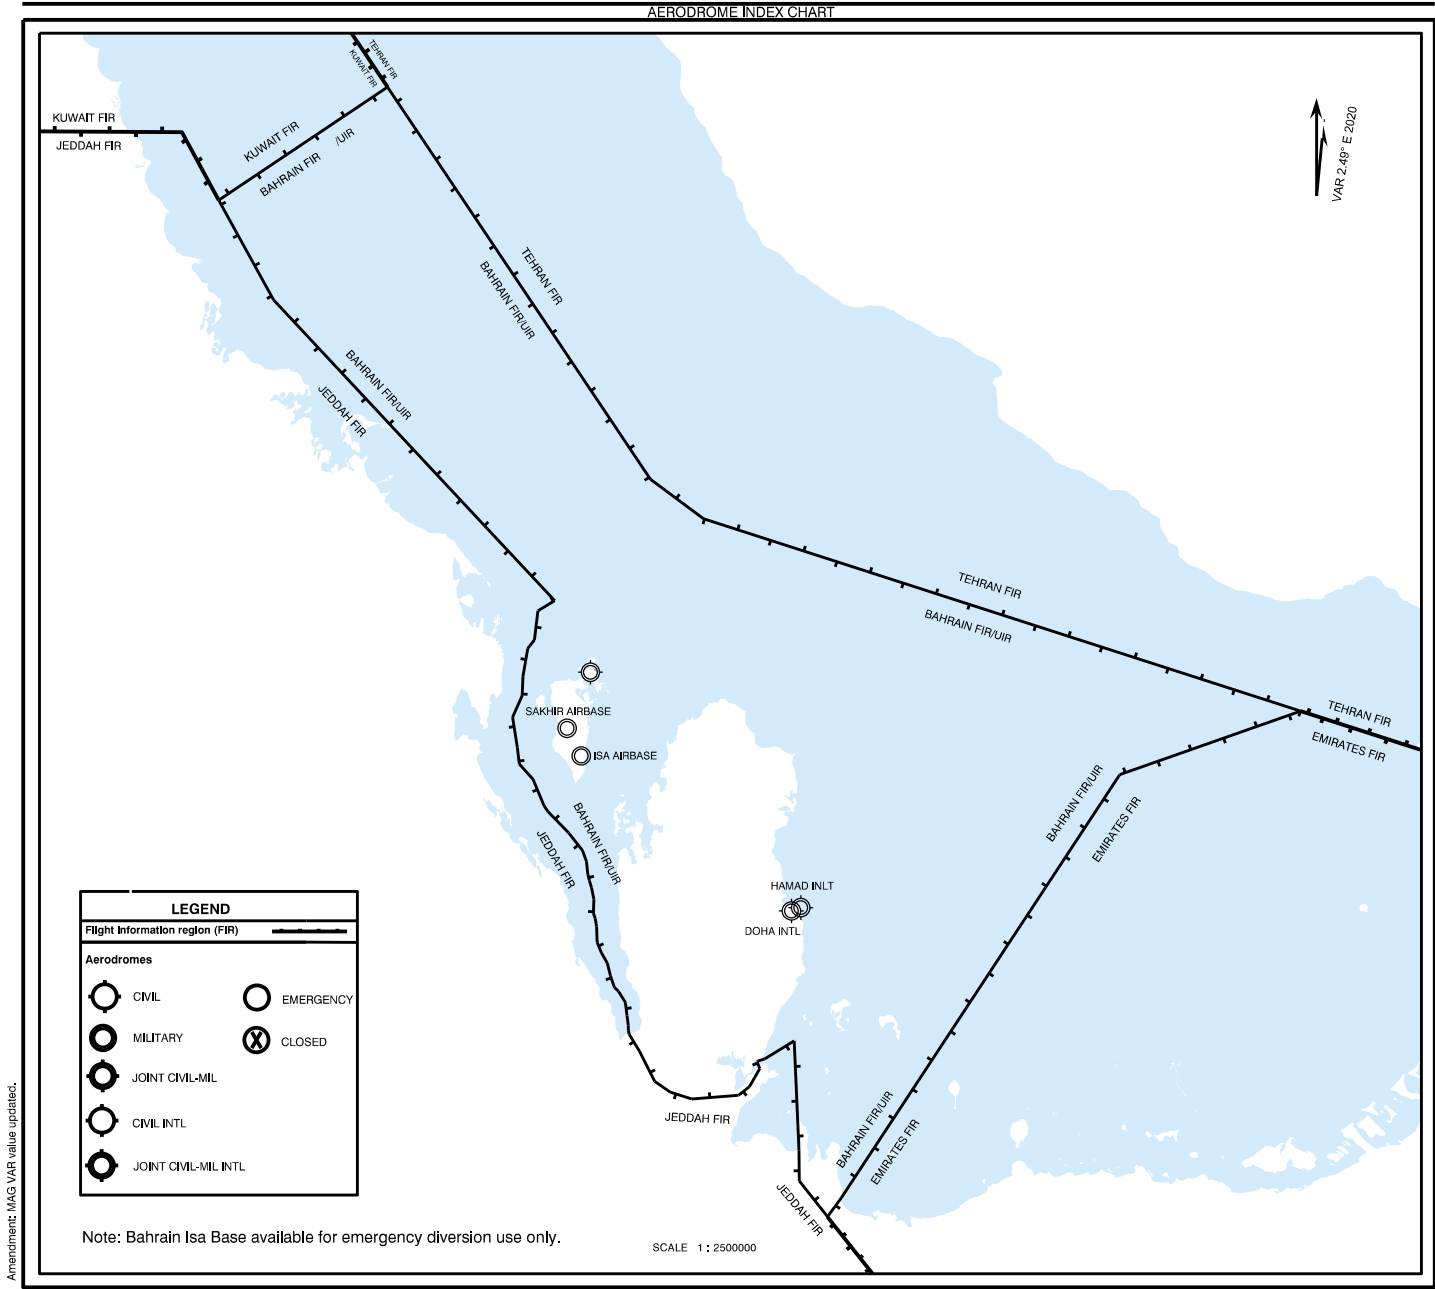 AERODROME INDEX CHART
TEHRAN FIR
KUWAIT FIR
KUWAIT FIR
JEDDAH FIR
KUWAIT FIR
BAHRAIN FIR /UIR
VAR 2.49° E 2020
TEHRAN FIR
BAHRAIN FIR/UIR
BAHRAIN FIR/UIR
JEDDAH FIR
TEHRAN FIR
BAHRAIN FIR/UIR
SAKHIR AIRBASE
ISA AIRBASE
TEHRAN FIR
EMIRATES FIR
BAHRAIN FIR/UIR
EMIRATES FIR
BAHRAIN FIR/UIR
JEDDAH FIR
HAMAD INLT
DOHA INTL
LEGEND
Flight Information region (FIR)
Aerodromes
CIVIL
EMERGENCY
MILITARY
X CLOSED
JOINT CIVIL-MIL
CIVIL INTL
JOINT CIVIL-MIL INTL
JEDDAH FIR
BAHRAIN FIR/UIR
EMIRATES FIR
JEDDAH FIR
Note: Bahrain Isa Base available for emergency diversion use only.
SCALE 1 : 2500000
Amendment: MAG VAR value updated.